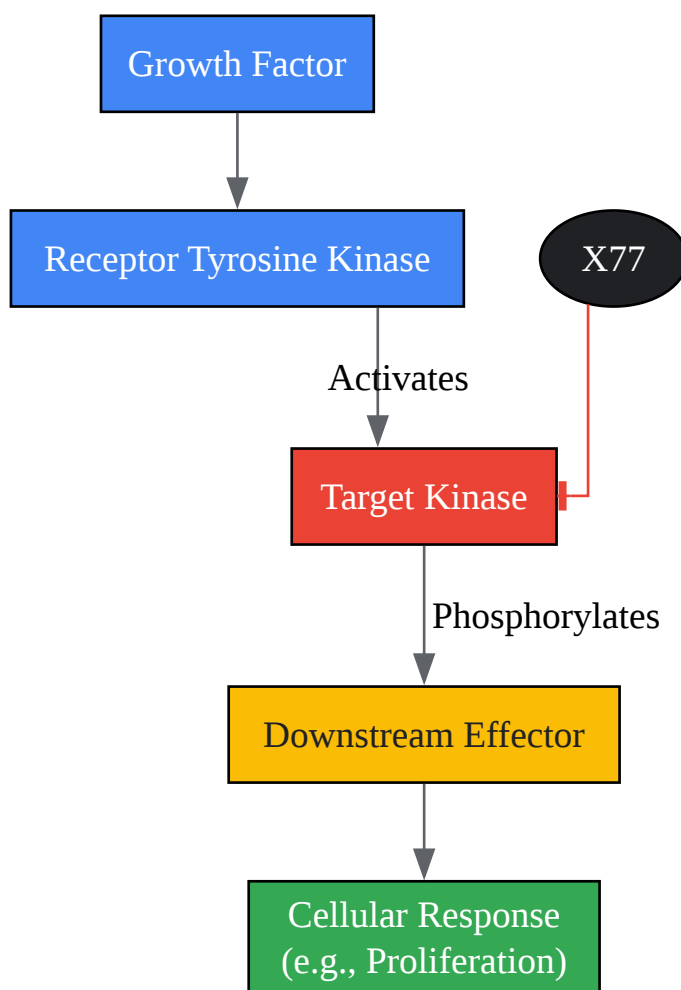 Growth Factor
Receptor Tyrosine Kinase
X77
Activates
Target Kinase
Phosphorylates
Downstream Effector
Cellular Response
(e.g., Proliferation)